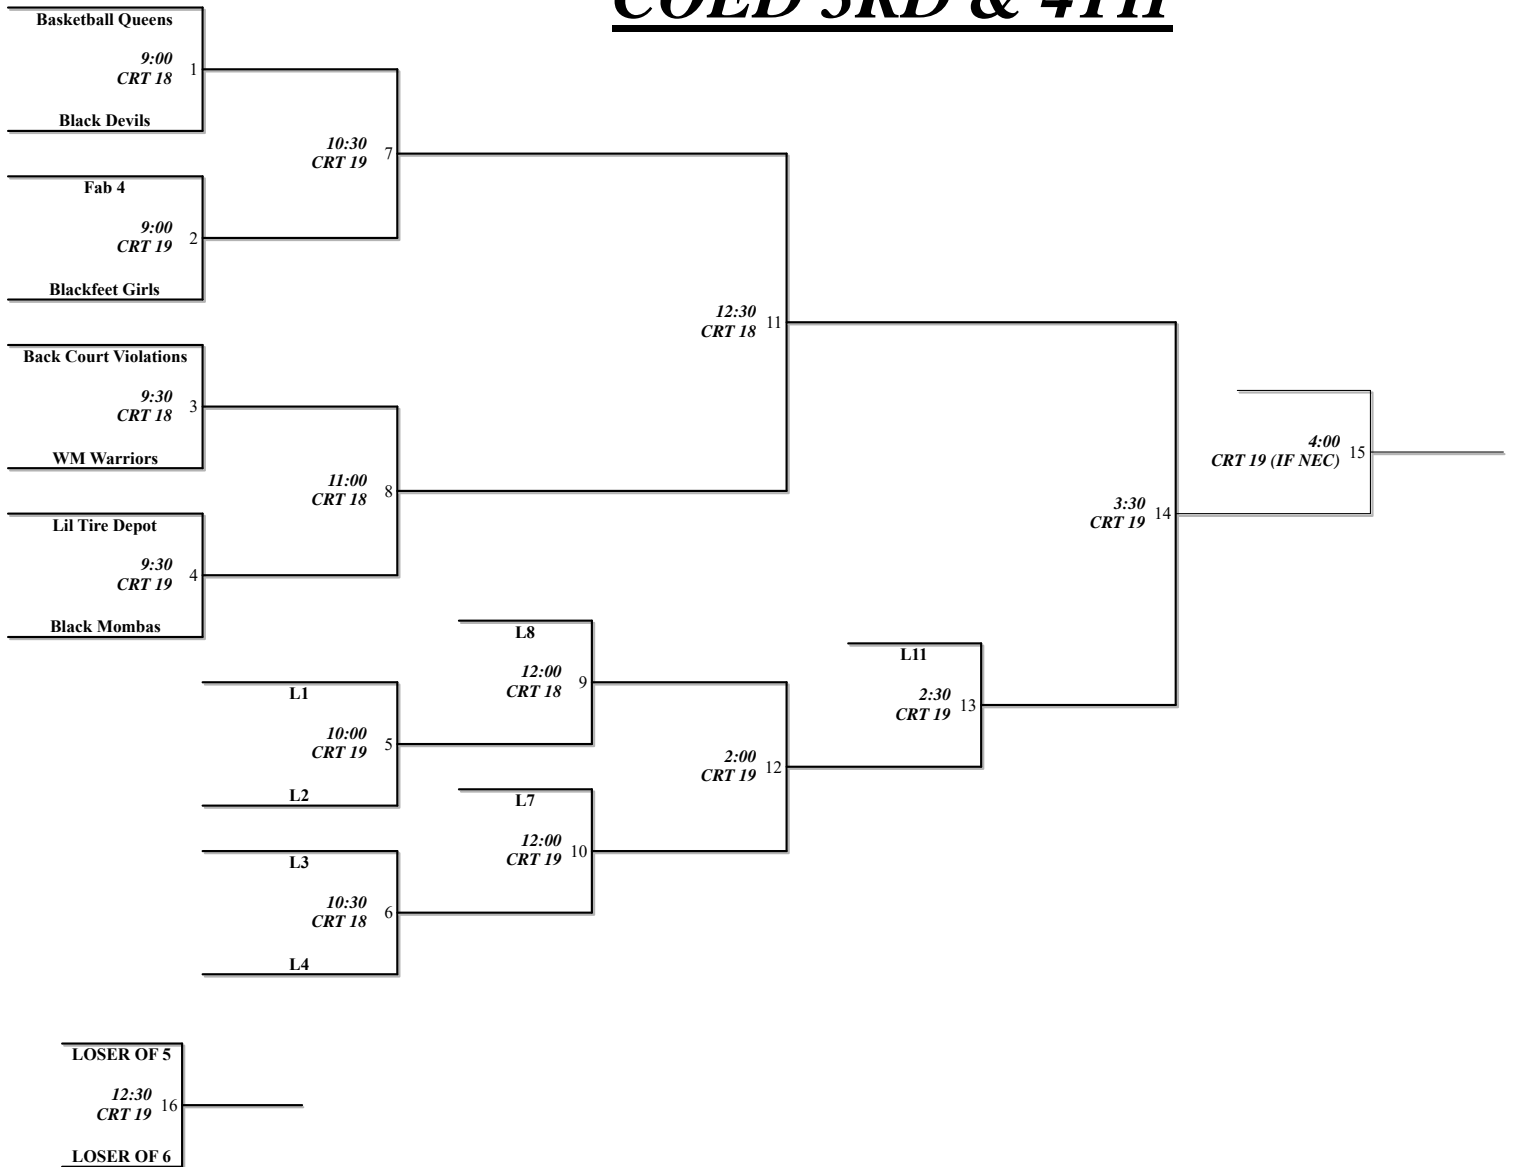 COED 3RD & 4TH
Basketball Queens
9:00
CRT 18
1
Black Devils
10:30
CRT 19
7
Fab 4
9:00
CRT 19
2
Blackfeet Girls
12:30
CRT 18
11
Back Court Violations
9:30
CRT 18
3
WM Warriors
4:00
CRT 19 (IF NEC)
15
11:00
CRT 18
8
3:30
CRT 19
14
Lil Tire Depot
9:30
CRT 19
4
Black Mombas
L8
12:00
CRT 18
9
L11
2:30
CRT 19
13
L1
10:00
CRT 19
5
L2
2:00
CRT 19
12
L7
12:00
CRT 19
10
L3
10:30
CRT 18
6
L4
LOSER OF 5
12:30
CRT 19
16
LOSER OF 6